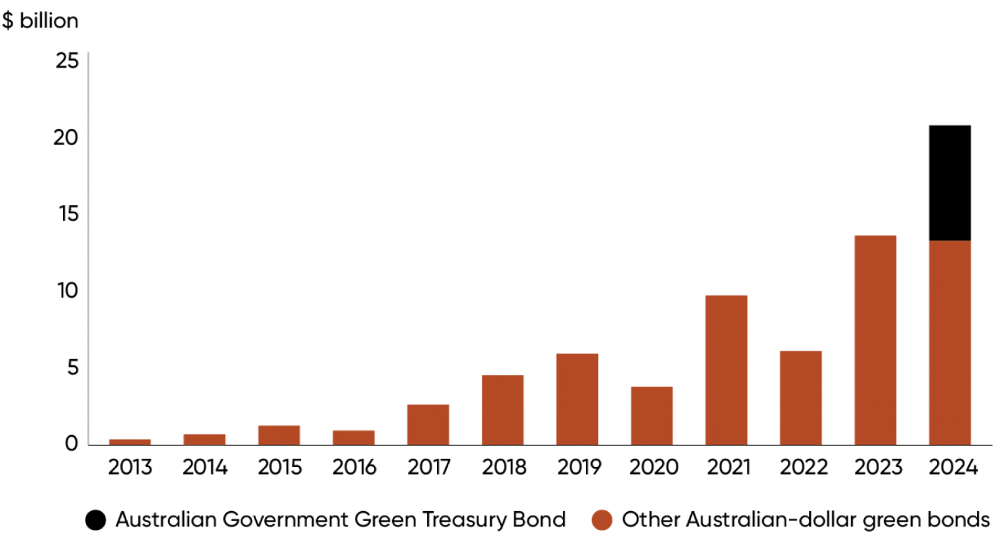 $ billion
25
20
15
10
5
0
2013 2014 2015 2016 2017 2018 2019 2020 2021 2022 2023 2024
Australian Government Green Treasury Bond Other Australian-dollar green bonds